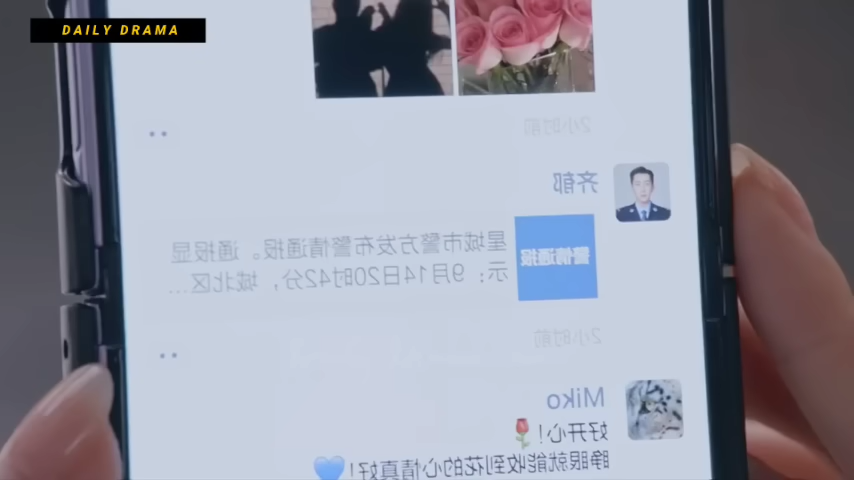 DAILY DRAMA
2小时前
齐郁
警情通报
星城市警方发布警情通报。通报显
示：9月14日20时42分，城北区...
2小时前
Miko
好开心！🌹
睁眼就能收到花的心情真好！💙